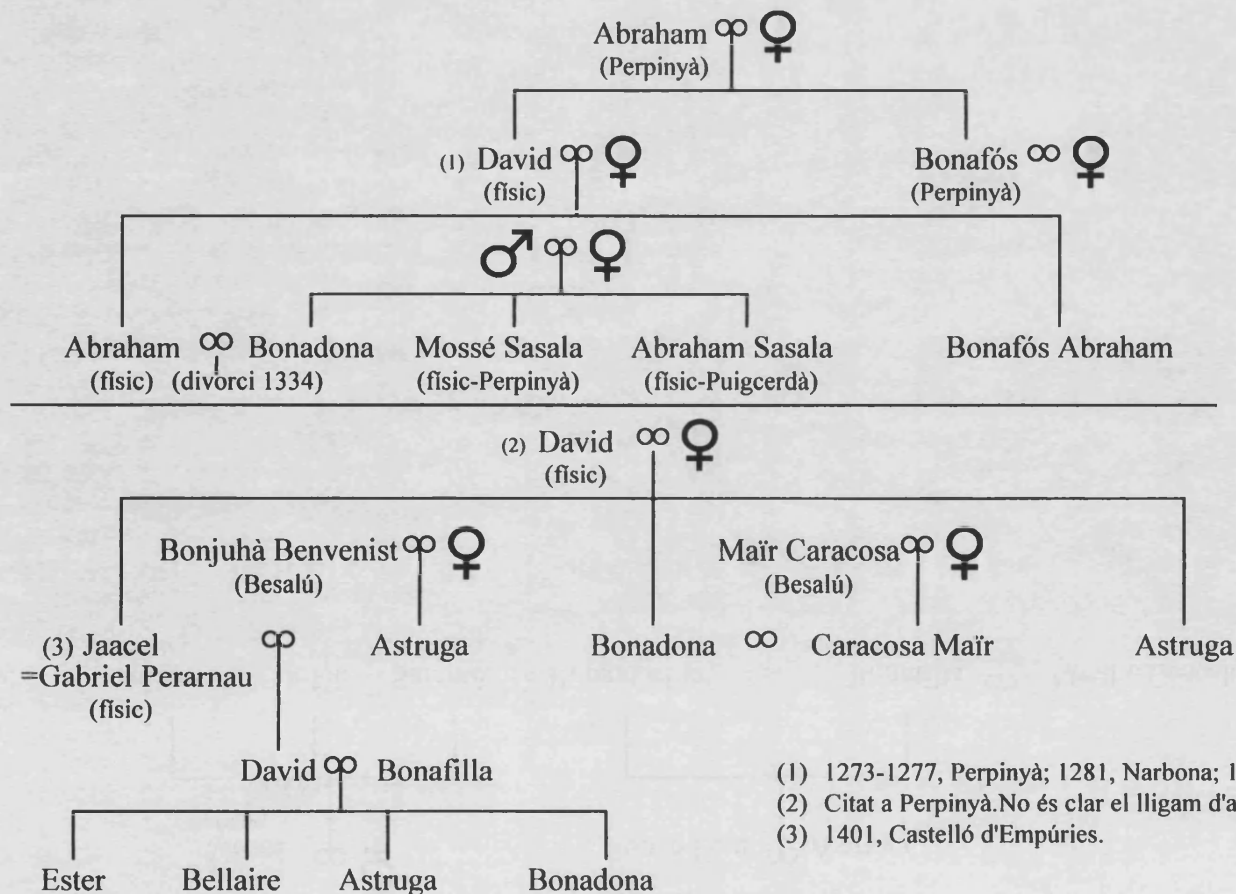 Abraham ∞ ♀
(Perpinyà)
(1) David ∞ ♀ Bonafós ∞ ♀
(físic) (Perpinyà)
♂ ∞ ♀
Abraham ∞ Bonadona Mossé Sasala Abraham Sasala Bonafós Abraham
(físic) (divorci 1334) (físic-Perpinyà) (físic-Puigcerdà)
(2) David ∞ ♀
(físic)
Bonjuhà Benvenist ∞ ♀ Maïr Caracosa ∞ ♀
(Besalú) (Besalú)
(3) Jaacel ∞ Astruga Bonadona ∞ Caracosa Maïr Astruga
=Gabriel Perarnau
(físic)
David ∞ Bonafilla
(1) 1273-1277, Perpinyà; 1281, Narbona; 1
(2) Citat a Perpinyà.No és clar el lligam d'a
(3) 1401, Castelló d'Empúries.
Ester Bellaire Astruga Bonadona